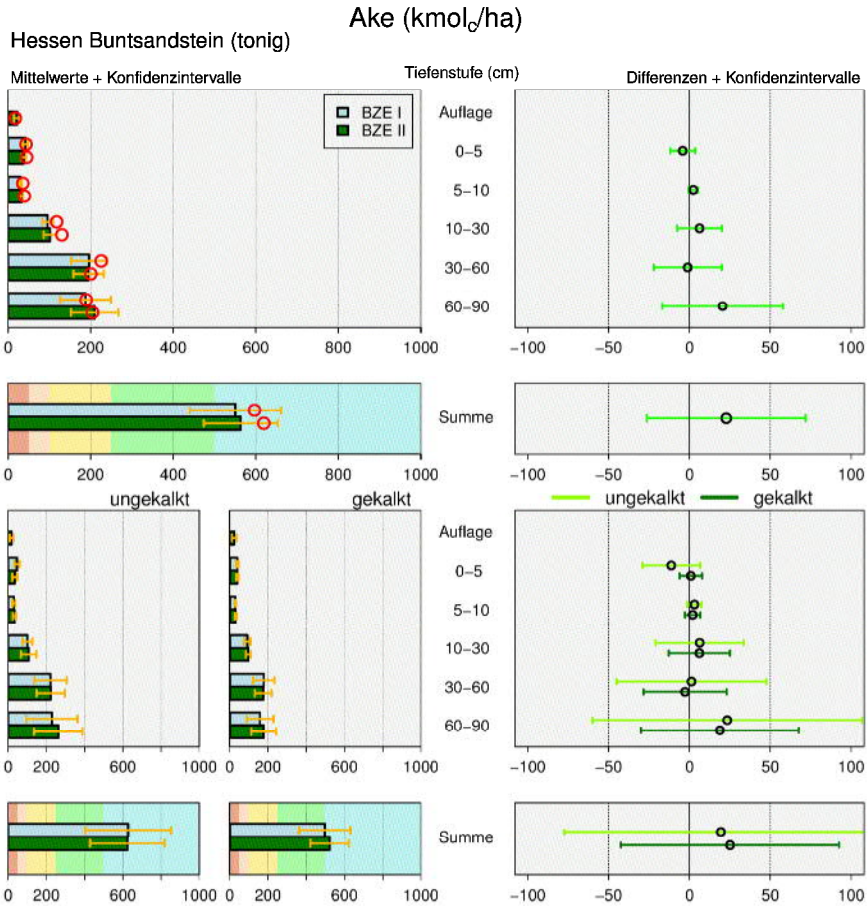 Ake (kmolc/ha)
Hessen Buntsandstein (tonig)
Mittelwerte + Konfidenzintervalle
Tiefenstufe (cm)
Differenzen + Konfidenzintervalle
BZE I
BZE II
Auflage
0−5
5−10
10−30
30−60
60−90
0 200 400 600 800 1000
−100 −50 0 50 100
Summe
0 200 400 600 800 1000
−100 −50 0 50 100
ungekalkt
gekalkt
ungekalkt gekalkt
Auflage
0−5
5−10
10−30
30−60
60−90
0 200 600 1000
0 200 600 1000
−100 −50 0 50 100
Summe
0 200 600 1000
0 200 600 1000
−100 −50 0 50 100